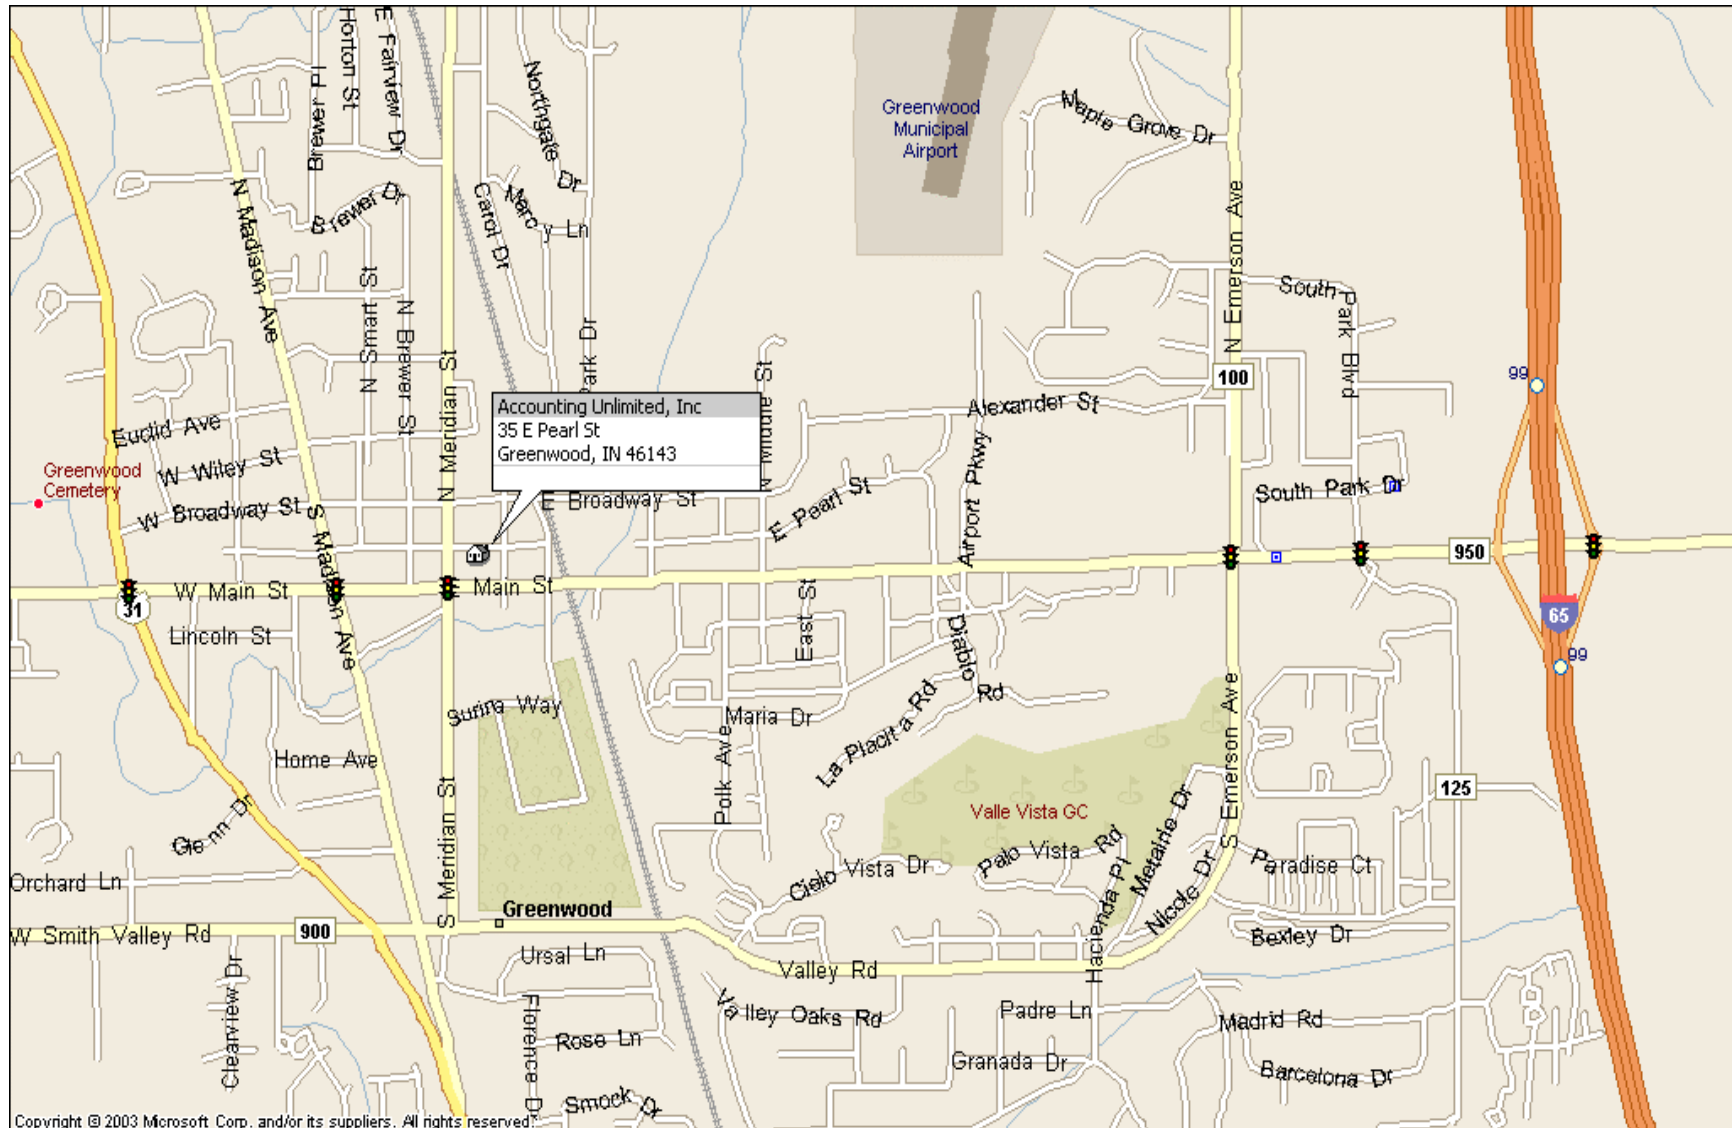 Horton St
E Fairview Dr
Brewer Pl
Northgate Dr
Greenwood
Municipal
Airport
Maple Grove Dr
N Madison Ave
Brewer Dr
Carol Dr
Marcy Ln
N Emerson Ave
South Park Blvd
N Smart St
N Brewer St
N Meridian St
Park Dr
100
99
Accounting Unlimited, Inc
35 E Pearl St
Greenwood, IN 46143
Alexander St
Euclid Ave
W Wiley St
Greenwood
Cemetery
W Broadway St
E Broadway St
E Pearl St
Airport Pkwy
South Park Dr
S Madison Ave
950
W Main St
Main St
31
65
99
Lincoln St
East St
Diablo Rd
La Placita Rd
Surina Way
Maria Dr
Home Ave
Polk Ave
S Meridian St
S Emerson Ave
125
Glenn Dr
Valle Vista GC
Metalhe Dr
Palo Vista Rd
Cielo Vista Dr
Hacienda Pl
Nicole Dr
Paradise Ct
Orchard Ln
Greenwood
W Smith Valley Rd
900
Bexley Dr
Ursal Ln
Valley Rd
Clearview Dr
Florence Dr
Valley Oaks Rd
Padre Ln
Madrid Rd
Rose Ln
Granada Dr
Barcelona Dr
Smock Dr
Copyright © 2003 Microsoft Corp. and/or its suppliers. All rights reserved.